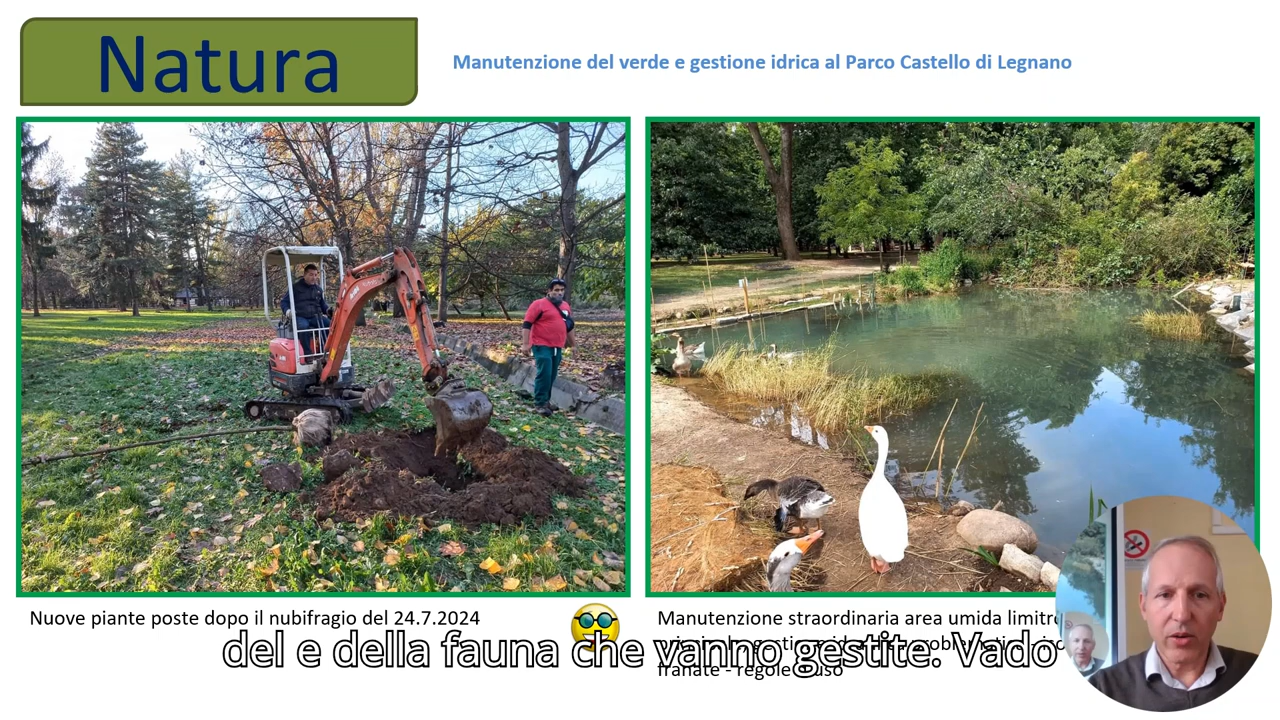 Natura
Manutenzione del verde e gestione idrica al Parco Castello di Legnano
Nuove piante poste dopo il nubifragio del 24.7.2024
Manutenzione straordinaria area umida
del e della fauna che vanno gestite. Vado
franate - regole